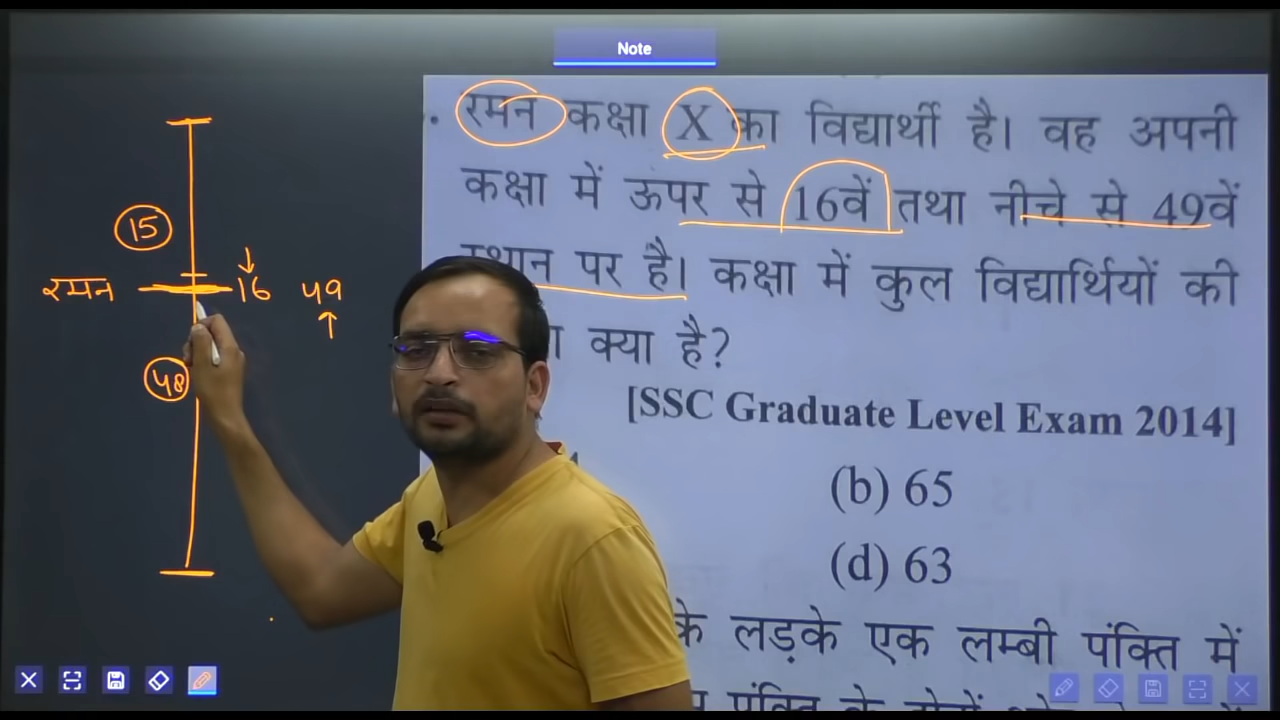 Note
रमन कक्षा X का विद्यार्थी है। वह अपनी
कक्षा में ऊपर से 16वें तथा नीचे से 49वें
स्थान पर है। कक्षा में कुल विद्यार्थियों की
क्या है?
[SSC Graduate Level Exam 2014]
(b) 65
(d) 63
के लड़के एक लम्बी पंक्ति में
15
रमन 16 49
48